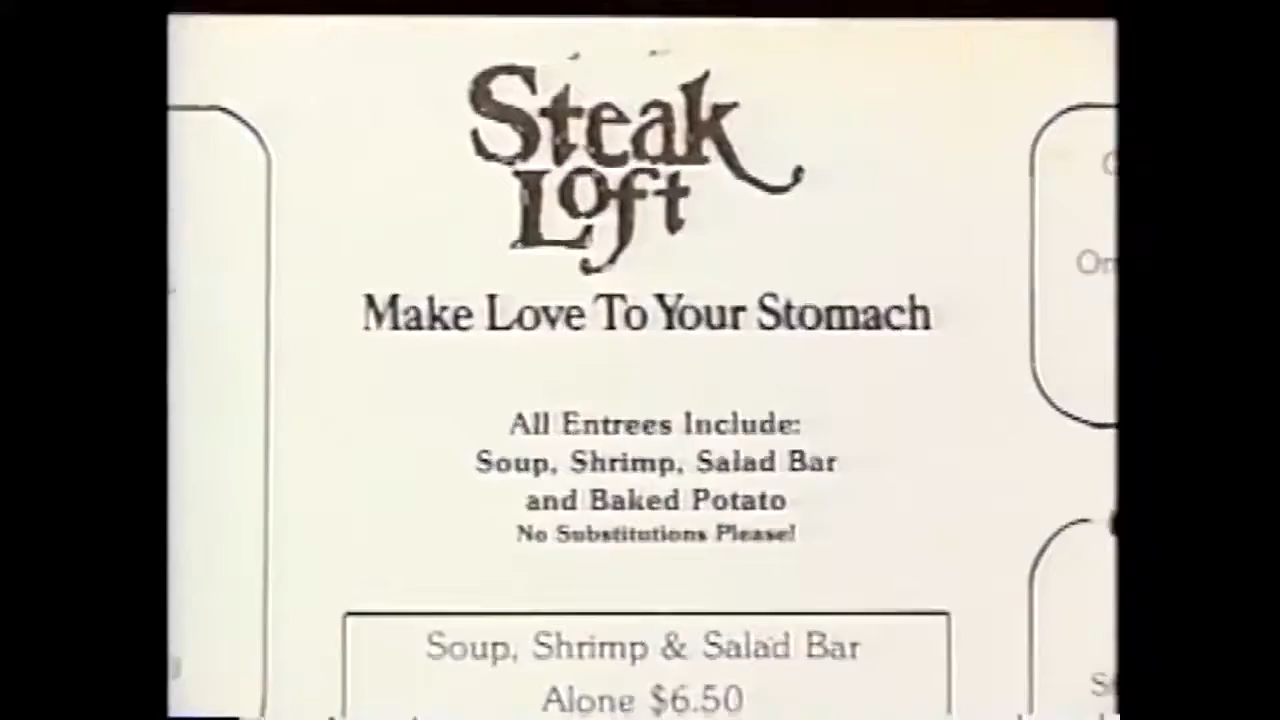 Steak
Loft
Make Love To Your Stomach
All Entrees Include:
Soup, Shrimp, Salad Bar
and Baked Potato
No Substitutions Please!
Soup, Shrimp & Salad Bar
Alone $6.50